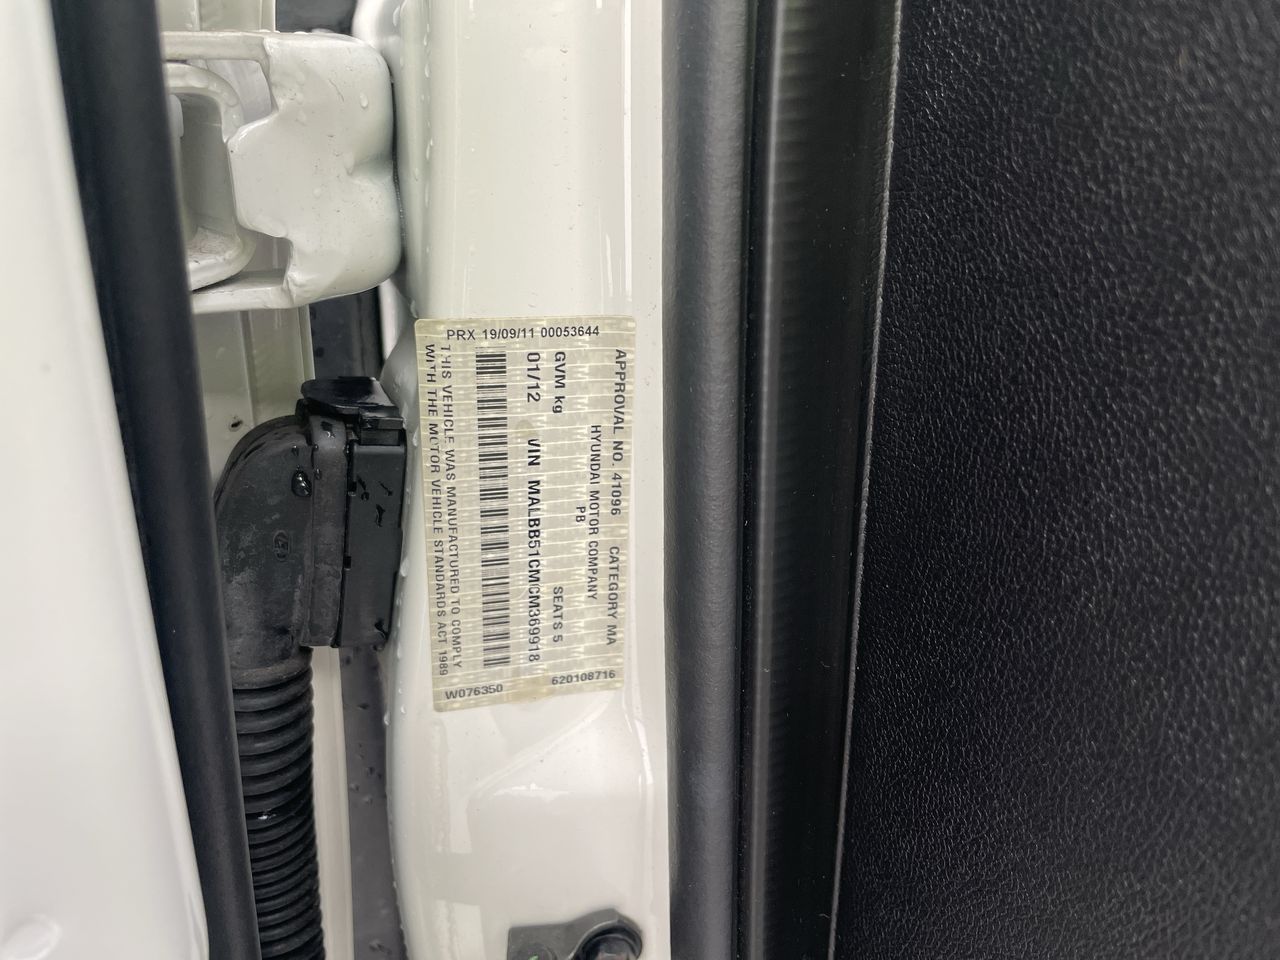 PRX 19/09/11 00053644
APPROVAL NO. 41096 CATEGORY MA
HYUNDAI MOTOR COMPANY
PB
GVM kg SEATS 5
01/12 VIN MALBB51CMCM369918
THIS VEHICLE WAS MANUFACTURED TO COMPLY
WITH THE MOTOR VEHICLE STANDARDS ACT 1989
W076350 620108716